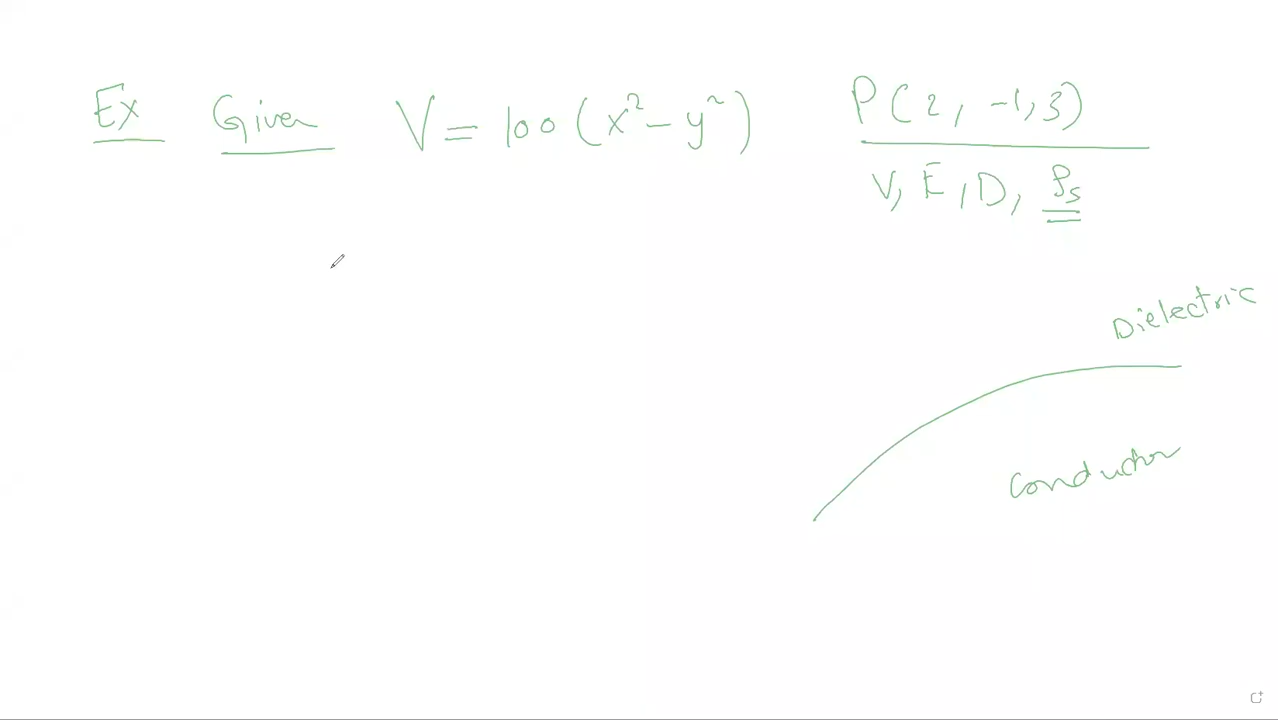 Ex Given V = 100 (x² - y²) P(2, -1, 3)
V, E, D, ρs
Dielectric
Conductor